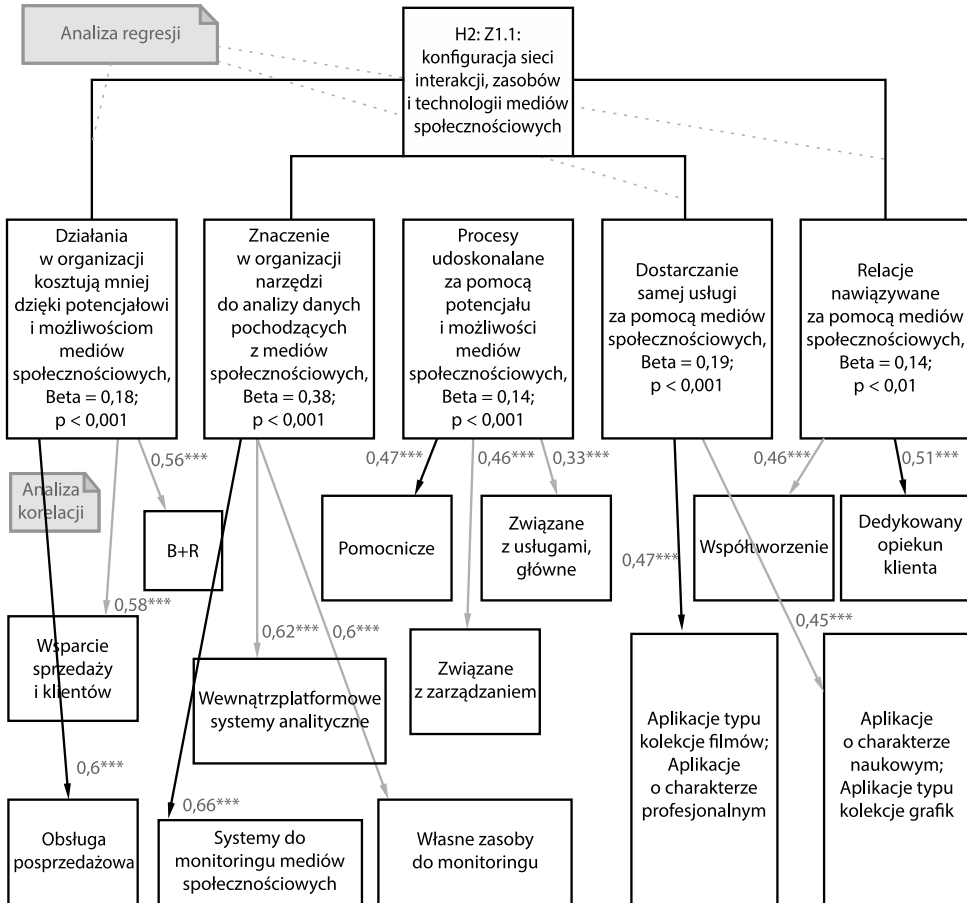 Analiza regresji
H2: Z1.1:
konfiguracja sieci
interakcji, zasobów
i technologii mediów
społecznościowych
Działania
w organizacji
kosztują mniej
dzięki potencjałowi
i możliwościom
mediów
społecznościowych,
Beta = 0,18;
p < 0,001
Znaczenie
w organizacji
narzędzi
do analizy danych
pochodzących
z mediów
społecznościowych,
Beta = 0,38;
p < 0,001
Procesy
udoskonalane
za pomocą
potencjału
i możliwości
mediów
społecznościowych,
Beta = 0,14;
p < 0,001
Dostarczanie
samej usługi
za pomocą mediów
społecznościowych,
Beta = 0,19;
p < 0,001
Relacje
nawiązywane
za pomocą mediów
społecznościowych,
Beta = 0,14;
p < 0,01
0,56***
0,47***
0,46***
0,33***
0,46***
0,51***
Analiza
korelacji
B+R
Pomocnicze
Związane
z usługami,
główne
0,47***
Współtworzenie
Dedykowany
opiekun
klienta
0,58***
0,62***
0,6***
0,45***
Wsparcie
sprzedaży
i klientów
Wewnątrzplatformowe
systemy analityczne
Związane
z zarządzaniem
Aplikacje typu
kolekcje filmów;
Aplikacje
o charakterze
profesjonalnym
Aplikacje
o charakterze
naukowym;
Aplikacje typu
kolekcje grafik
0,6***
0,66***
Obsługa
posprzedażowa
Systemy do
monitoringu mediów
społecznościowych
Własne zasoby
do monitoringu